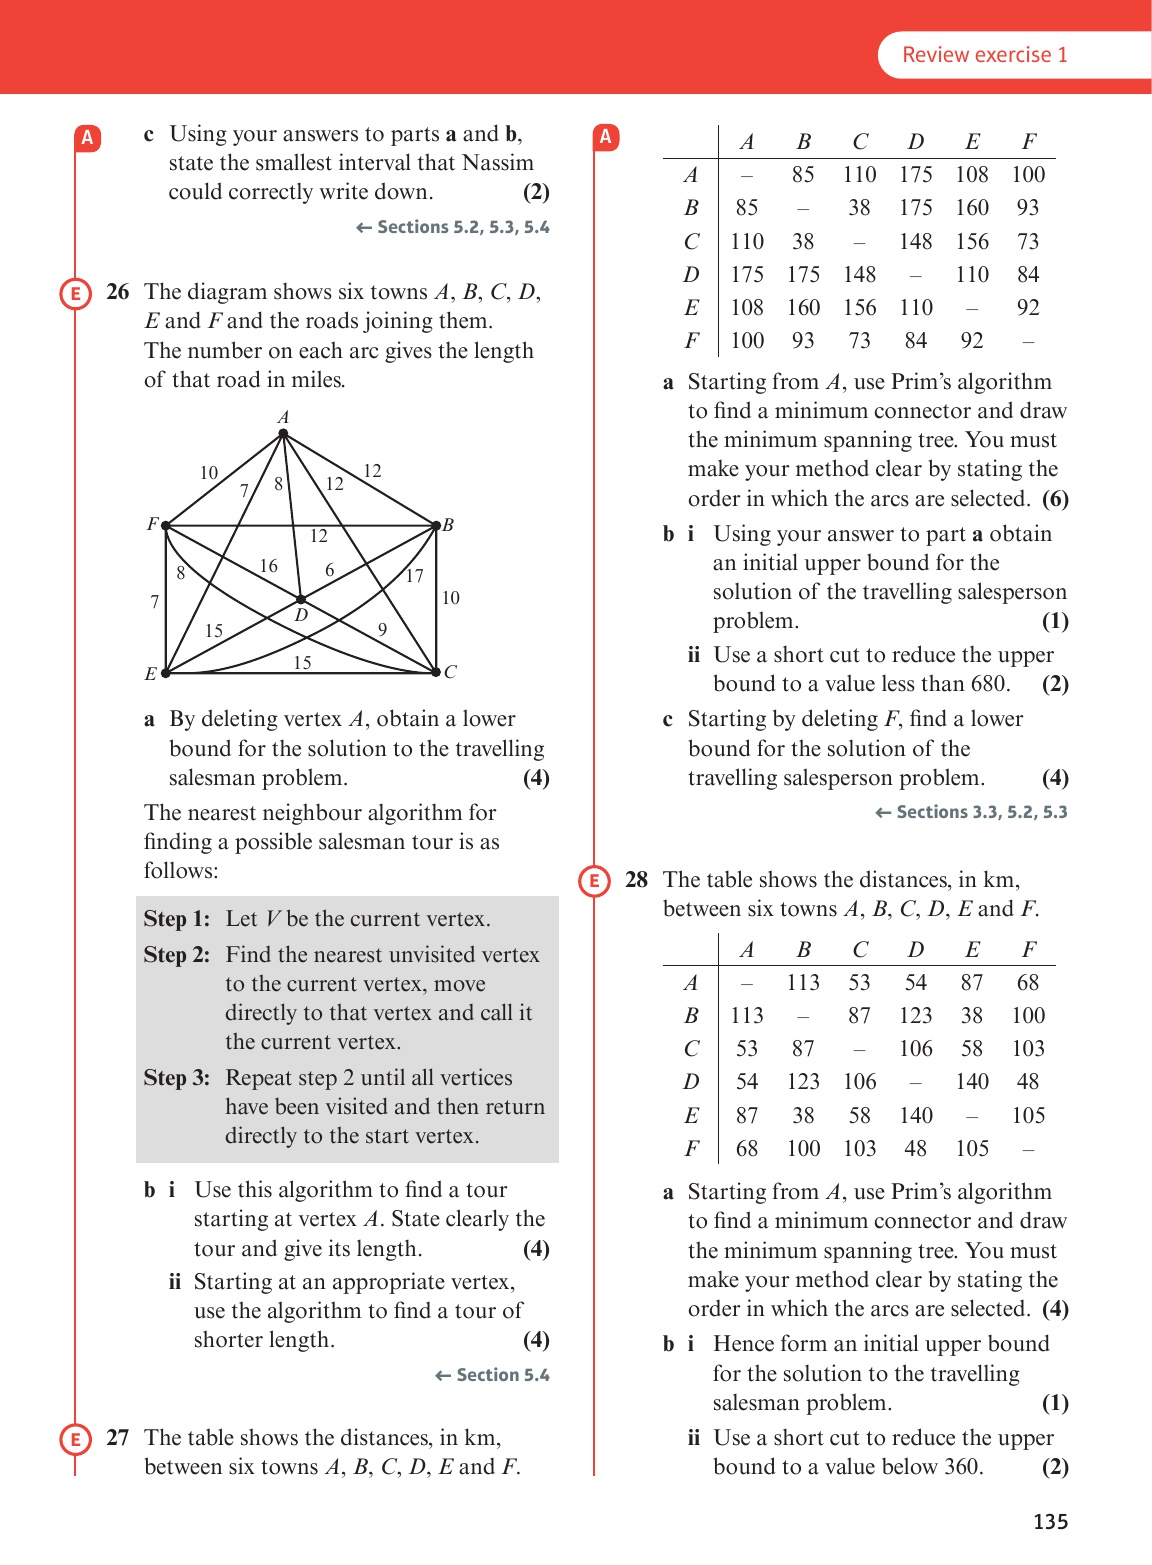 Review exercise 1
A
c Using your answers to parts a and b,
state the smallest interval that Nassim
could correctly write down. (2)
← Sections 5.2, 5.3, 5.4
E 26 The diagram shows six towns A, B, C, D,
E and F and the roads joining them.
The number on each arc gives the length
of that road in miles.
A
10 7 8 12 12
F B
12
8 16 6 17
7 D 10
15 9
15
E C
a By deleting vertex A, obtain a lower
bound for the solution to the travelling
salesman problem. (4)
The nearest neighbour algorithm for
finding a possible salesman tour is as
follows:
Step 1: Let V be the current vertex.
Step 2: Find the nearest unvisited vertex
to the current vertex, move
directly to that vertex and call it
the current vertex.
Step 3: Repeat step 2 until all vertices
have been visited and then return
directly to the start vertex.
b i Use this algorithm to find a tour
starting at vertex A. State clearly the
tour and give its length. (4)
ii Starting at an appropriate vertex,
use the algorithm to find a tour of
shorter length. (4)
← Section 5.4
E 27 The table shows the distances, in km,
between six towns A, B, C, D, E and F.
A
A B C D E F
A – 85 110 175 108 100
B 85 – 38 175 160 93
C 110 38 – 148 156 73
D 175 175 148 – 110 84
E 108 160 156 110 – 92
F 100 93 73 84 92 –
a Starting from A, use Prim's algorithm
to find a minimum connector and draw
the minimum spanning tree. You must
make your method clear by stating the
order in which the arcs are selected. (6)
b i Using your answer to part a obtain
an initial upper bound for the
solution of the travelling salesperson
problem. (1)
ii Use a short cut to reduce the upper
bound to a value less than 680. (2)
c Starting by deleting F, find a lower
bound for the solution of the
travelling salesperson problem. (4)
← Sections 3.3, 5.2, 5.3
E 28 The table shows the distances, in km,
between six towns A, B, C, D, E and F.
A B C D E F
A – 113 53 54 87 68
B 113 – 87 123 38 100
C 53 87 – 106 58 103
D 54 123 106 – 140 48
E 87 38 58 140 – 105
F 68 100 103 48 105 –
a Starting from A, use Prim's algorithm
to find a minimum connector and draw
the minimum spanning tree. You must
make your method clear by stating the
order in which the arcs are selected. (4)
b i Hence form an initial upper bound
for the solution to the travelling
salesman problem. (1)
ii Use a short cut to reduce the upper
bound to a value below 360. (2)
135